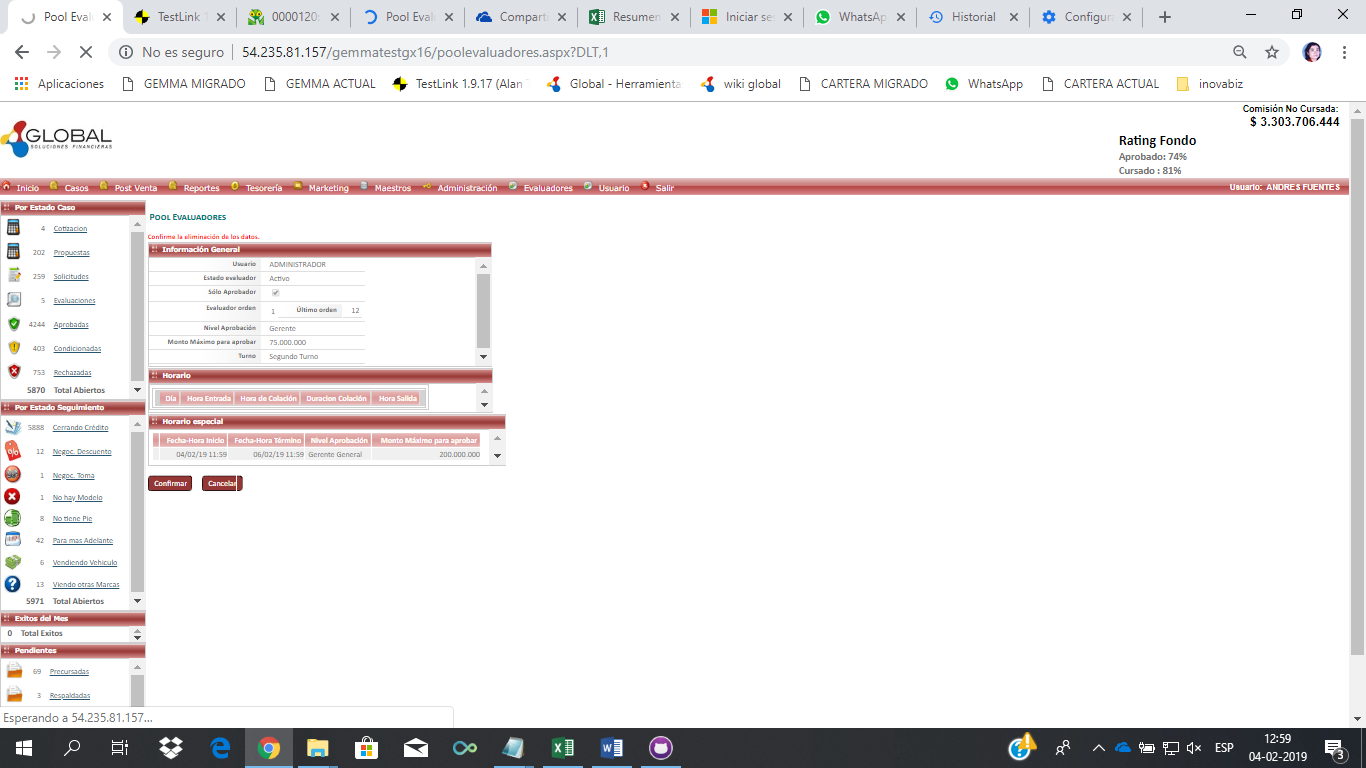 Pool Eval
TestLink 1
0000120:
Pool Eval
Comparti
Resumen
Iniciar ses
WhatsAp
Historial
Configura
No es seguro
54.235.81.157/gemmatestgx16/poolevaluadores.aspx?DLT,1
Aplicaciones
GEMMA MIGRADO
GEMMA ACTUAL
TestLink 1.9.17 (Alan
Global - Herramienta
wiki global
CARTERA MIGRADO
WhatsApp
CARTERA ACTUAL
inovabiz
Comisión No Cursada:
$ 3.303.706.444
GLOBAL
SOLUCIONES FINANCIERAS
Rating Fondo
Aprobado: 74%
Cursado : 81%
Inicio Casos Post Venta Reportes Tesorería Marketing Maestros Administración Evaluadores Usuario Salir
Usuario: ANDRES FUENTES
Por Estado Caso
4 Cotizacion
202 Propuestas
259 Solicitudes
5 Evaluaciones
4244 Aprobadas
403 Condicionadas
753 Rechazadas
5870 Total Abiertos
Por Estado Seguimiento
5888 Cerrando Crédito
12 Negoc. Descuento
1 Negoc. Toma
1 No hay Modelo
8 No tiene Pie
42 Para mas Adelante
6 Vendiendo Vehículo
13 Viendo otras Marcas
5971 Total Abiertos
Exitos del Mes
0 Total Exitos
Pendientes
69 Precursadas
3 Respaldadas
POOL EVALUADORES
Confirme la eliminación de los datos.
Información General
Usuario ADMINISTRADOR
Estado evaluador Activo
Sólo Aprobador
Evaluador orden 1 Último orden 12
Nivel Aprobación Gerente
Monto Máximo para aprobar 75.000.000
Turno Segundo Turno
Horario
Día Hora Entrada Hora de Colación Duracion Colación Hora Salida
Horario especial
Fecha-Hora Inicio Fecha-Hora Término Nivel Aprobación Monto Máximo para aprobar
04/02/19 11:59 06/02/19 11:59 Gerente General 200.000.000
Confirmar Cancelar
Esperando a 54.235.81.157...
ESP
12:59
04-02-2019
3